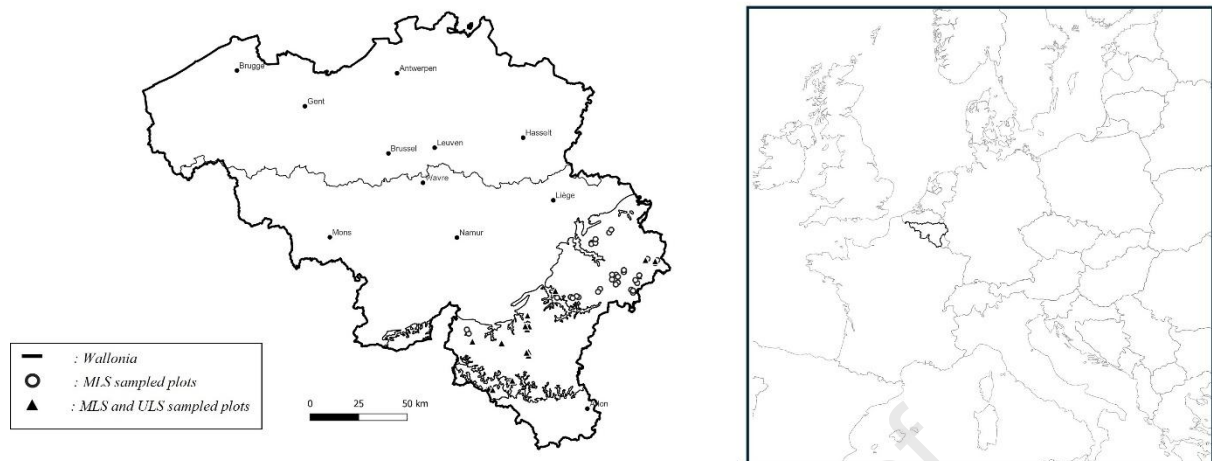 Brugge
Antwerpen
Gent
Hasselt
Leuven
Brussel
Wavre
Liège
Mons
Namur
Arlon
: Wallonia
: MLS sampled plots
: MLS and ULS sampled plots
0 25 50 km
f